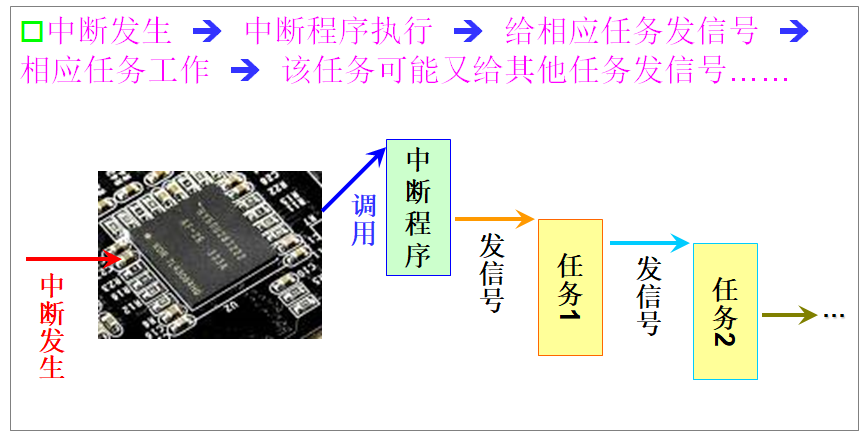 中断发生 ➔ 中断程序执行 ➔ 给相应任务发信号 ➔
相应任务工作 ➔ 该任务可能又给其他任务发信号……
中断发生
调用
中断程序
发信号
任务1
发信号
任务2
...